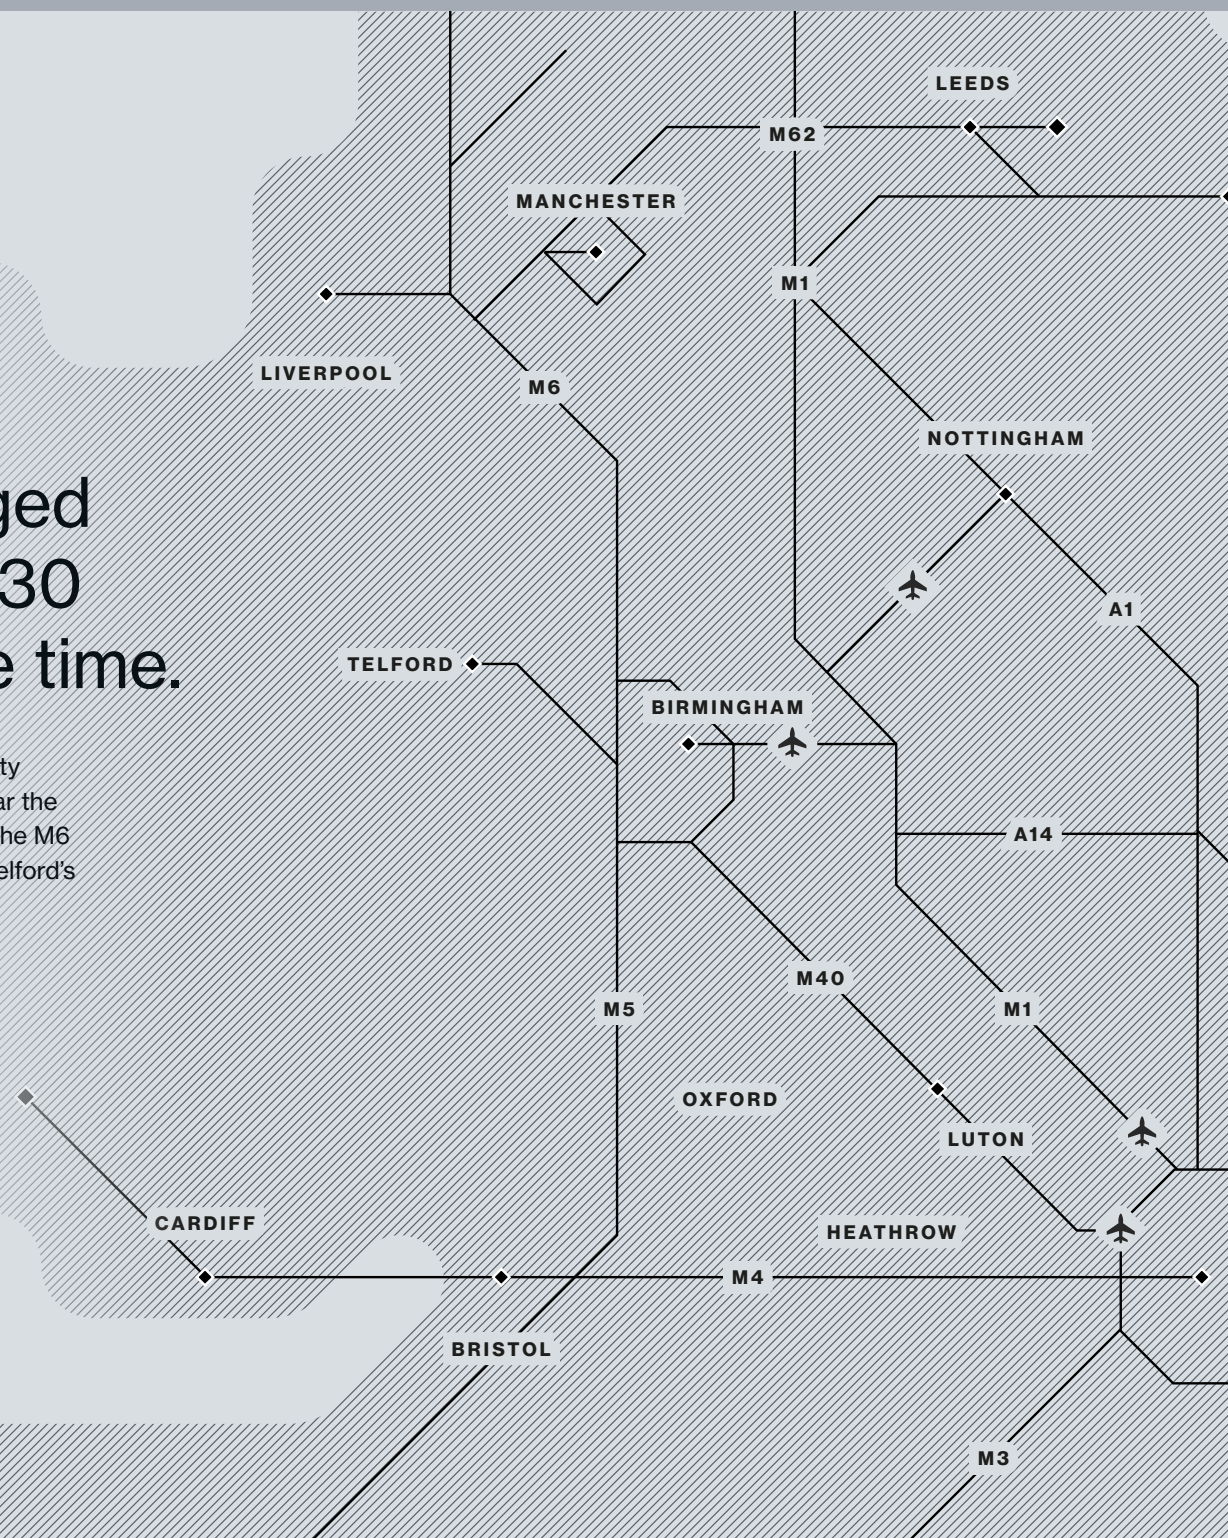 LEEDS
M62
MANCHESTER
M1
LIVERPOOL
M6
NOTTINGHAM
ged
30
e time.
A1
TELFORD
BIRMINGHAM
ty
ar the
he M6
elford’s
A14
M40
M5
M1
OXFORD
LUTON
CARDIFF
HEATHROW
M4
BRISTOL
M3